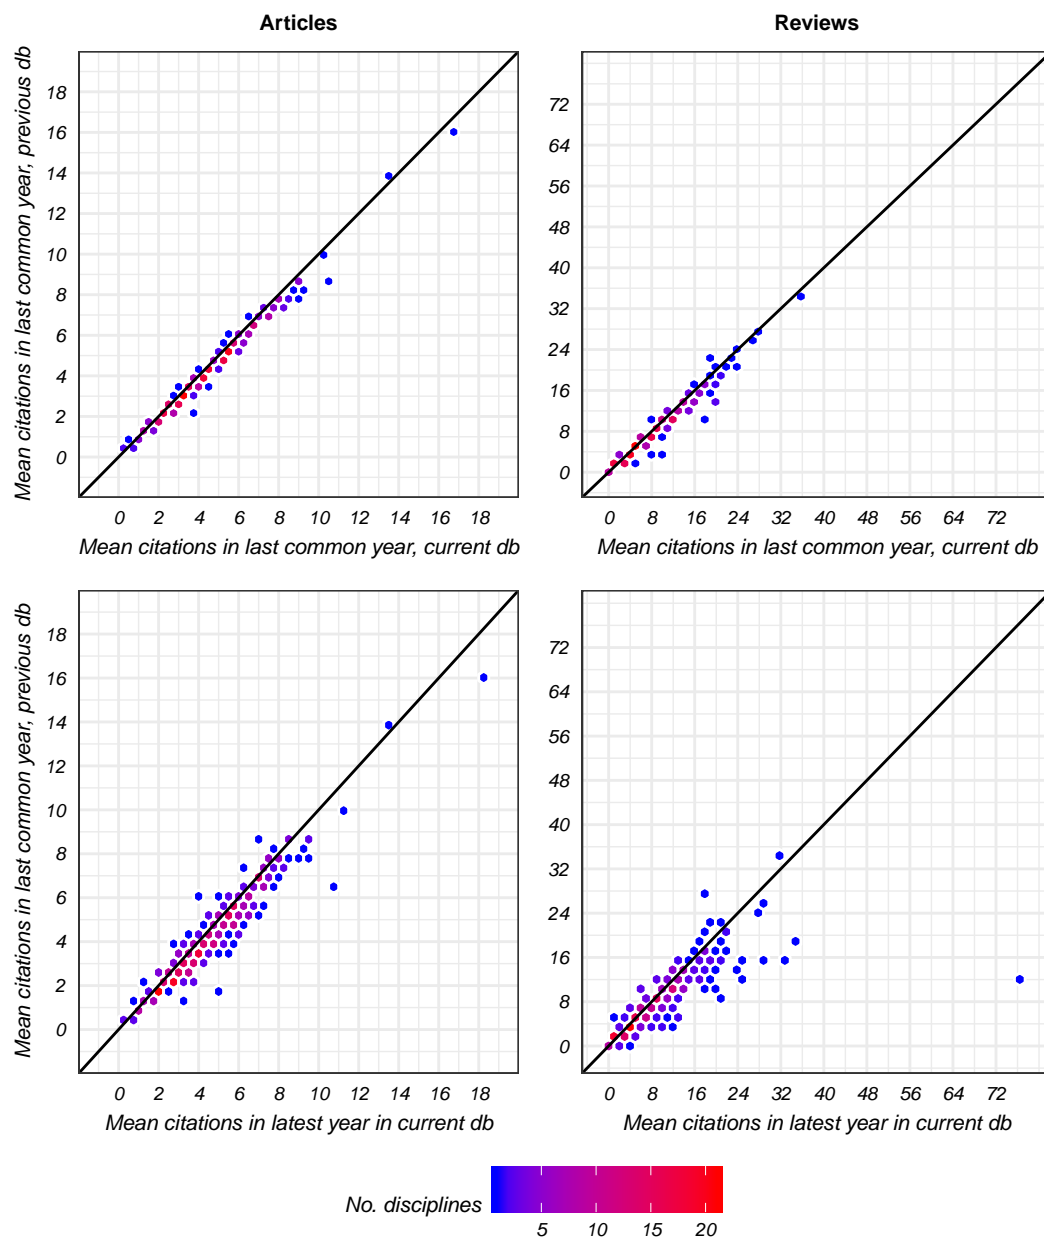 Articles
Reviews
Mean citations in last common year, previous db
18
16
14
12
10
8
6
4
2
0
0 2 4 6 8 10 12 14 16 18
Mean citations in last common year, current db
72
64
56
48
40
32
24
16
8
0
0 8 16 24 32 40 48 56 64 72
Mean citations in last common year, current db
Mean citations in last common year, previous db
18
16
14
12
10
8
6
4
2
0
0 2 4 6 8 10 12 14 16 18
Mean citations in latest year in current db
72
64
56
48
40
32
24
16
8
0
0 8 16 24 32 40 48 56 64 72
Mean citations in latest year in current db
No. disciplines
5 10 15 20